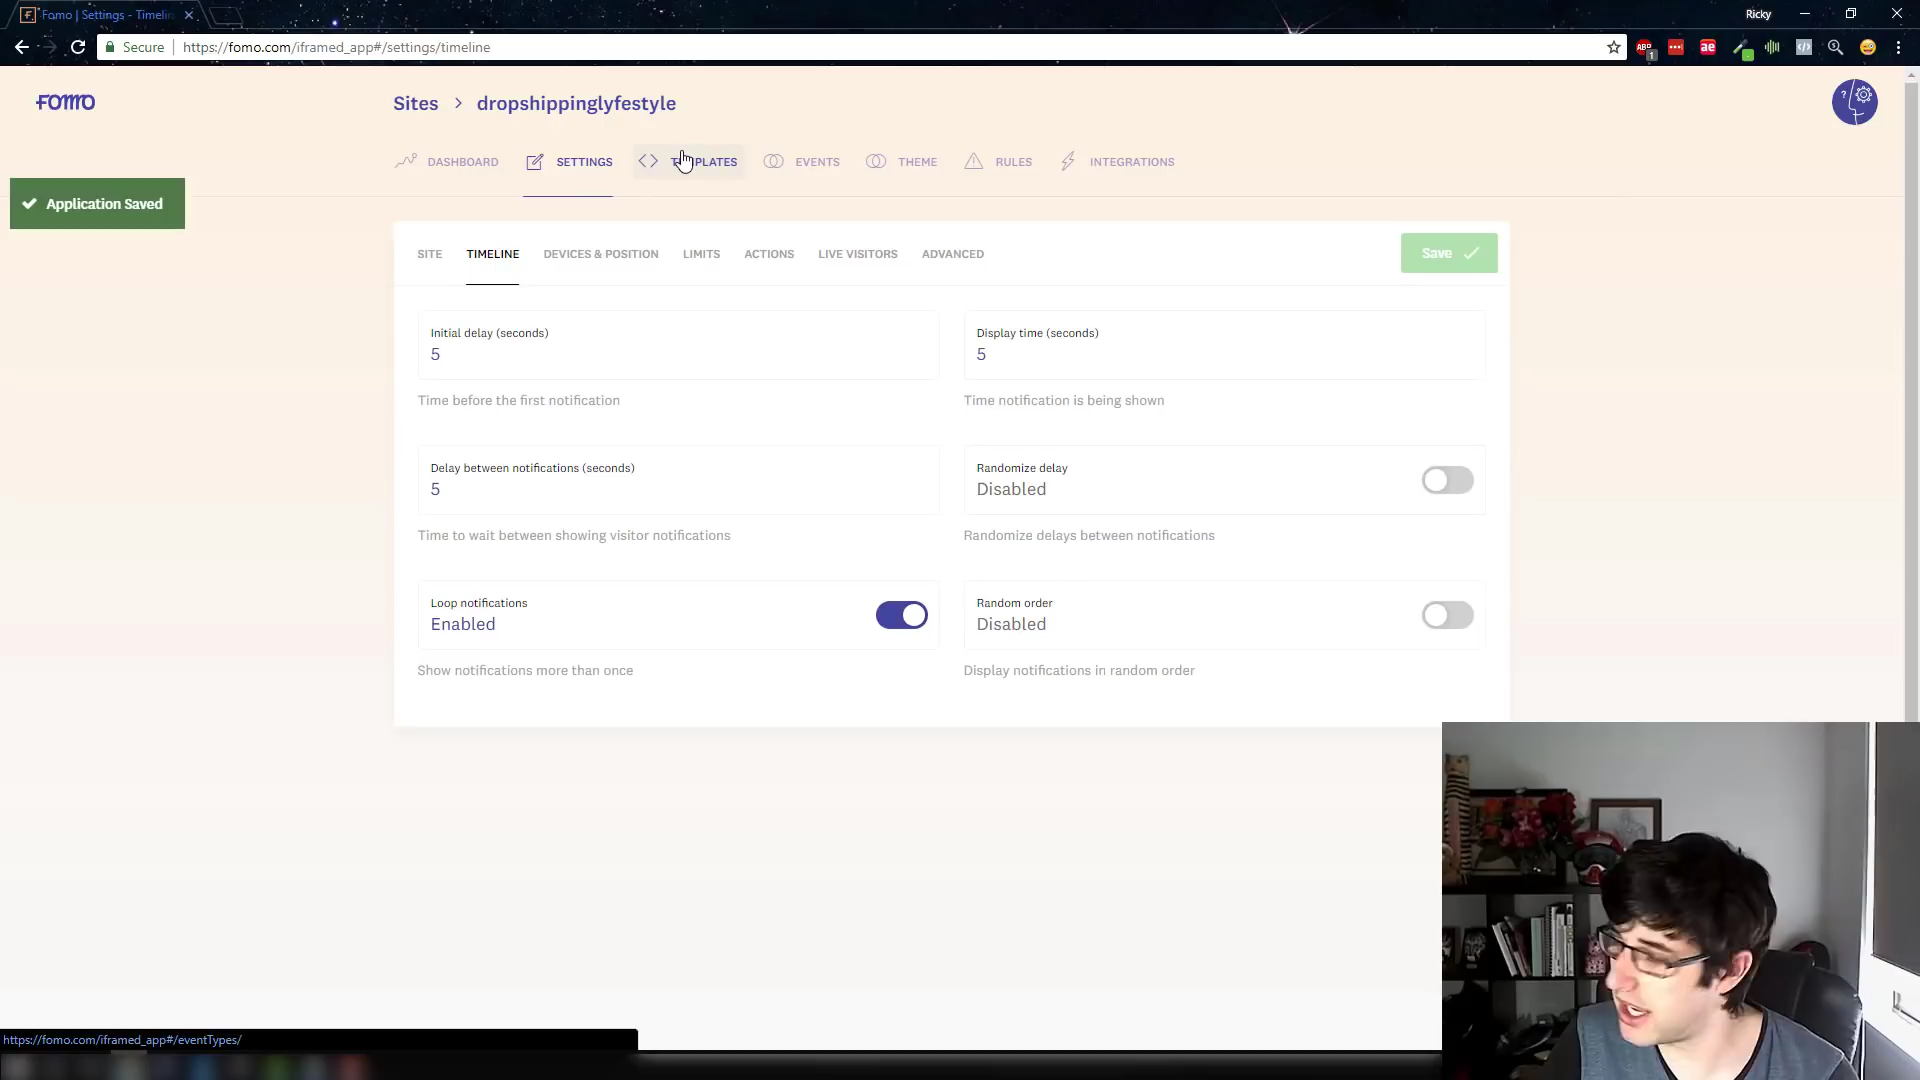 Fomo | Settings - Timelin
Ricky
Secure
https://fomo.com/iframed_app#/settings/timeline
FOMO
Sites > dropshippinglyfestyle
DASHBOARD
SETTINGS
TEMPLATES
EVENTS
THEME
RULES
INTEGRATIONS
Application Saved
SITE
TIMELINE
DEVICES & POSITION
LIMITS
ACTIONS
LIVE VISITORS
ADVANCED
Save
Initial delay (seconds)
5
Time before the first notification
Display time (seconds)
5
Time notification is being shown
Delay between notifications (seconds)
5
Time to wait between showing visitor notifications
Randomize delay
Disabled
Randomize delays between notifications
Loop notifications
Enabled
Show notifications more than once
Random order
Disabled
Display notifications in random order
https://fomo.com/iframed_app#/eventTypes/